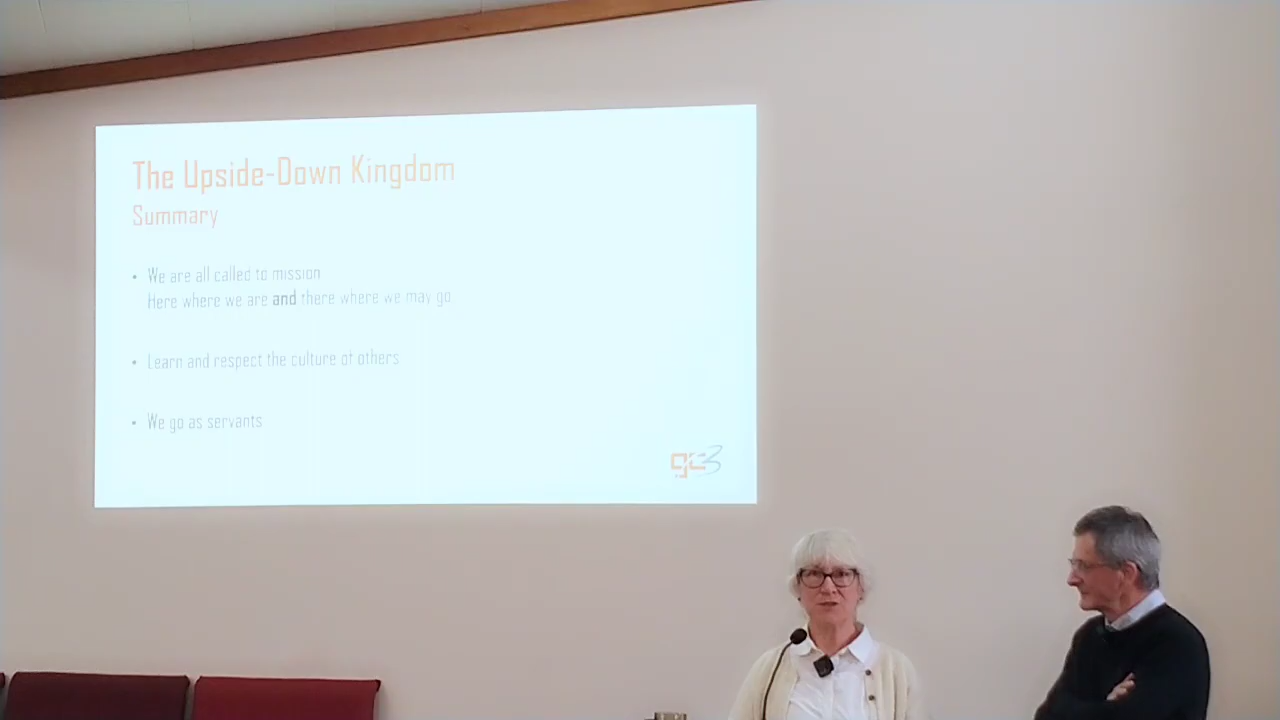 The Upside-Down Kingdom
Summary
• We are all called to mission
Here where we are and there where we may go
• Learn and respect the culture of others
• We go as servants
gc3